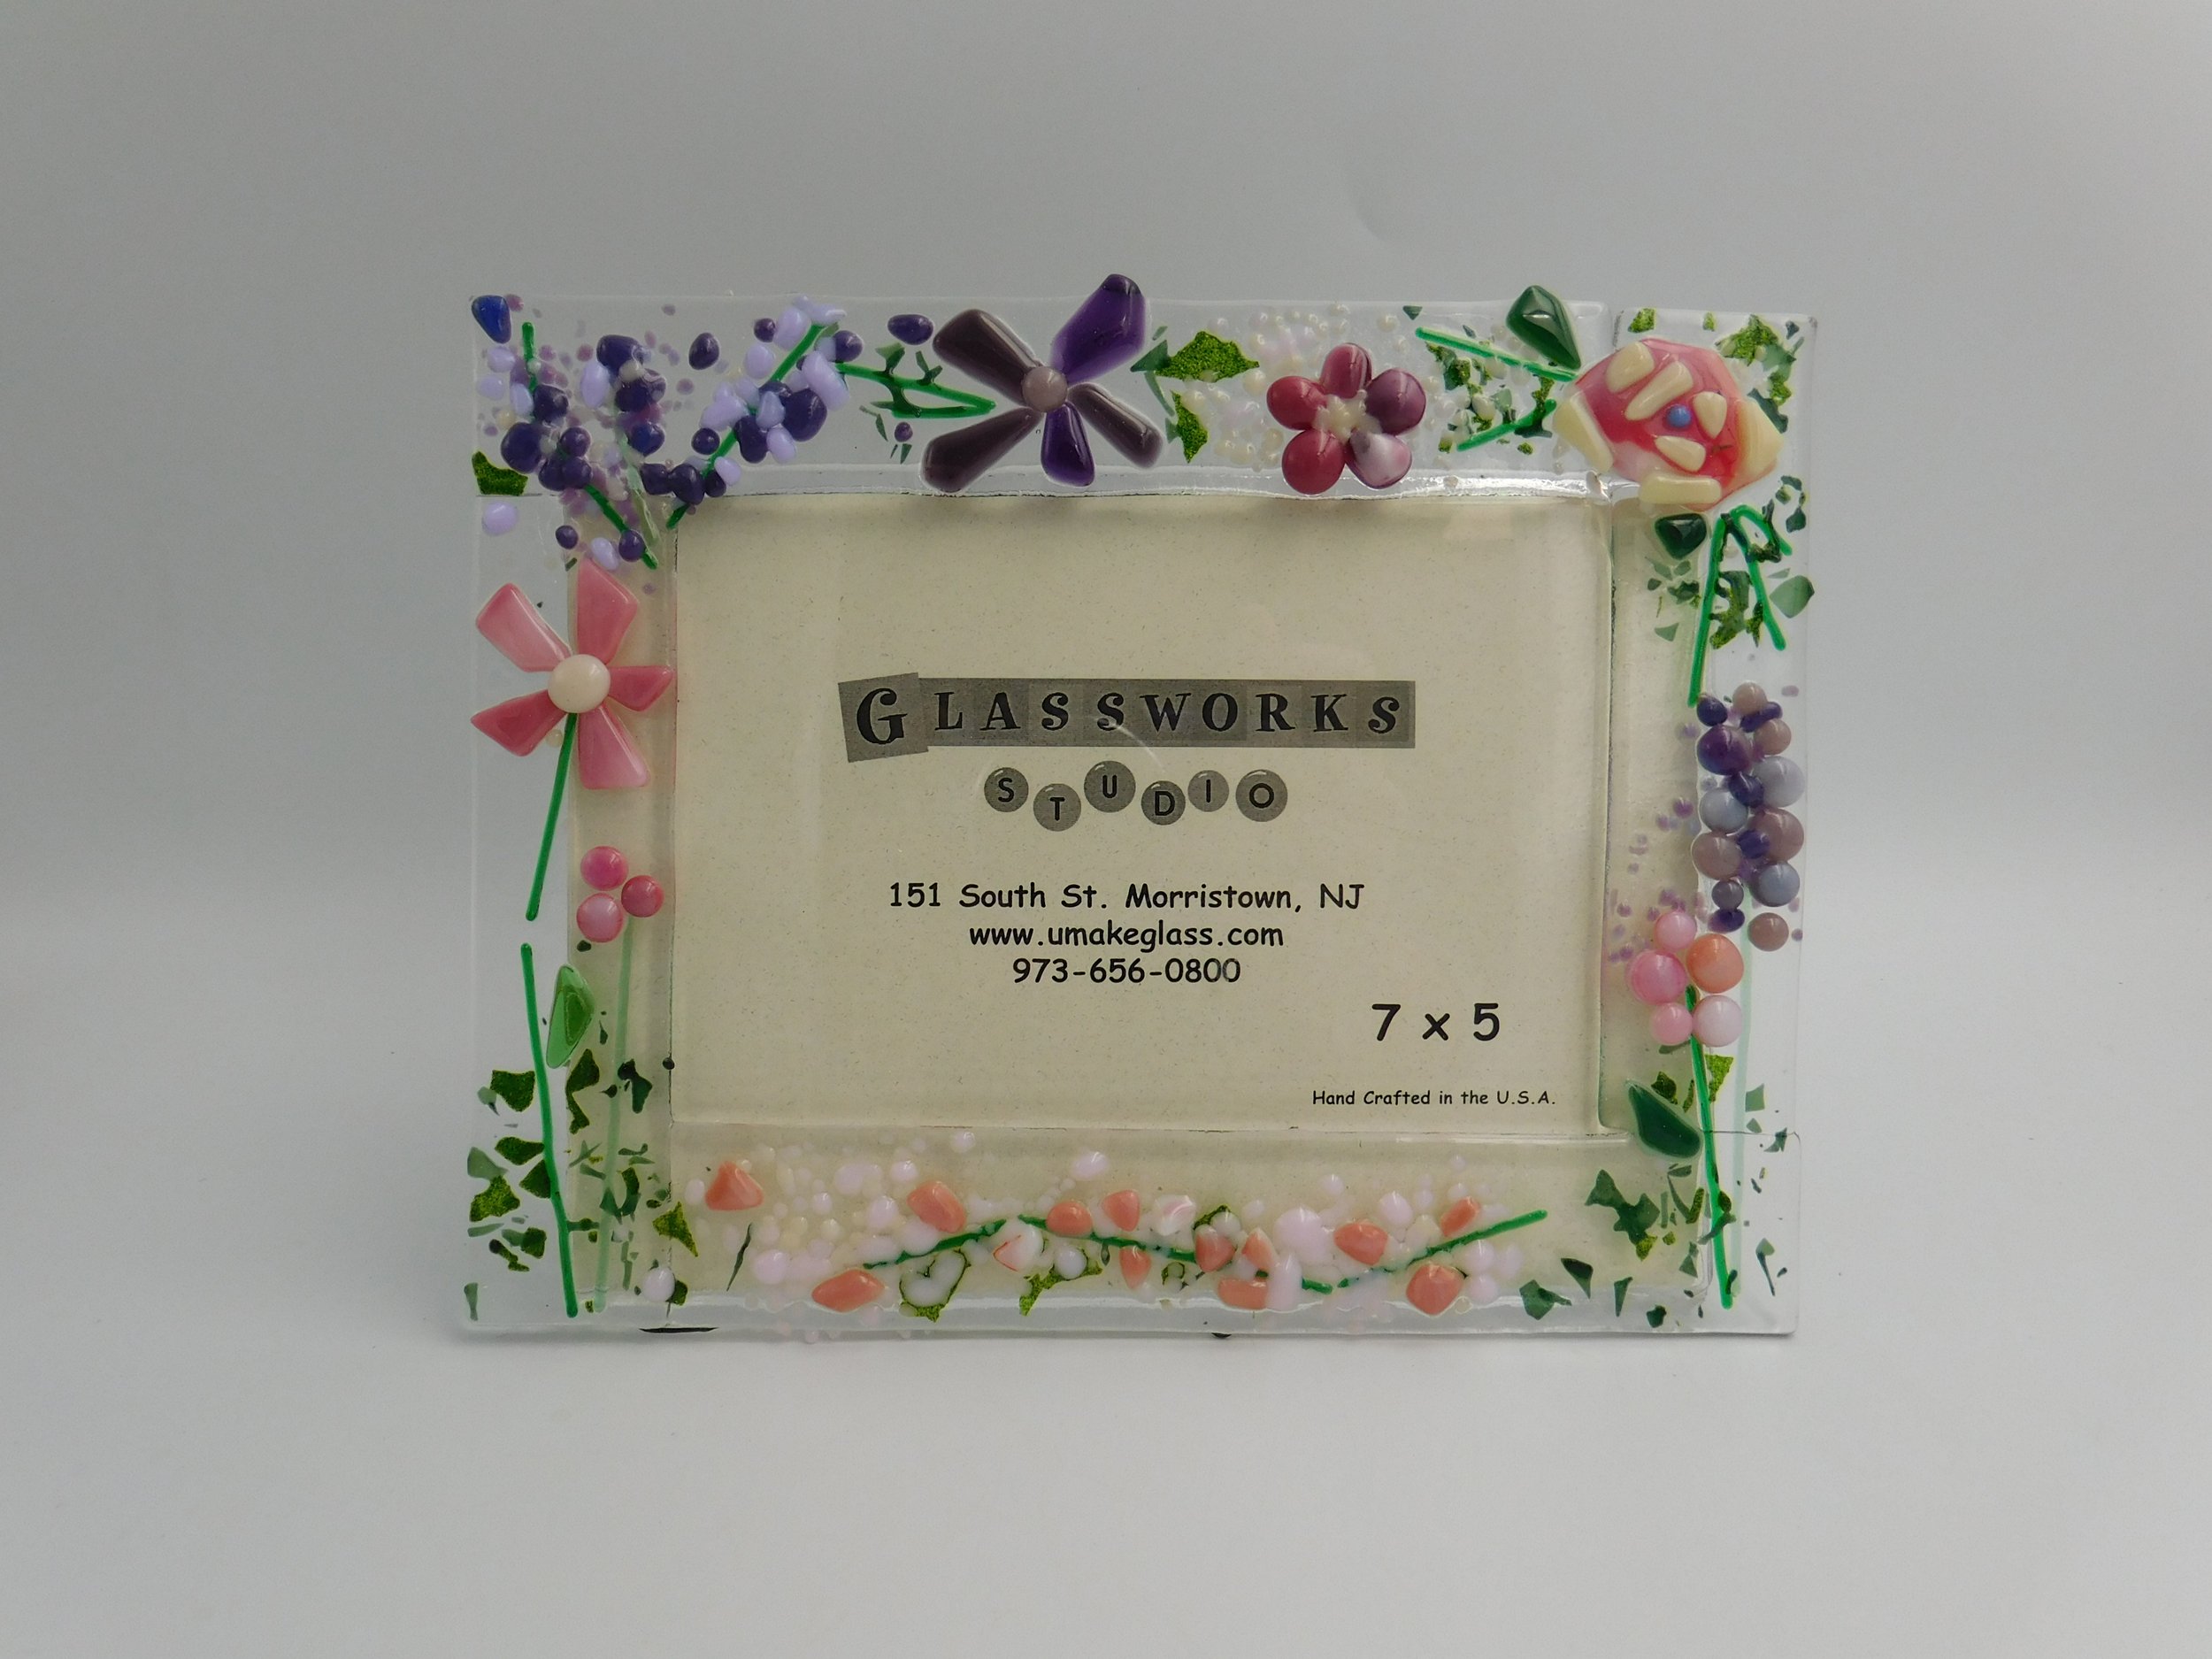 GLASSWORKS
STUDIO
151 South St. Morristown, NJ
www.umakeglass.com
973-656-0800
7 x 5
Hand Crafted in the U.S.A.